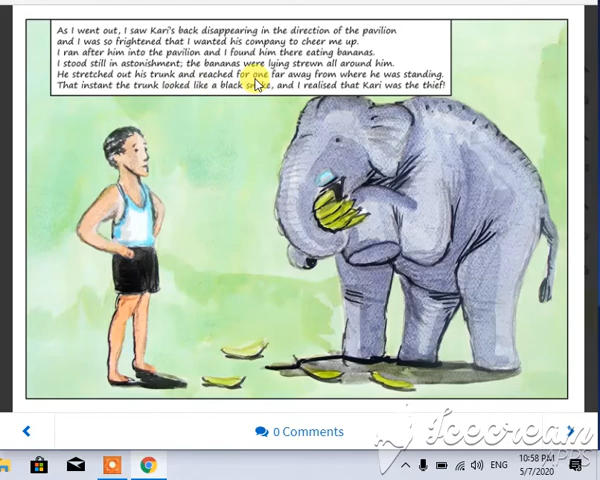 As I went out, I saw Kari's back disappearing in the direction of the pavilion
and I was so frightened that I wanted his company to cheer me up.
I ran after him into the pavilion and I found him there eating bananas.
I stood still in astonishment; the bananas were lying strewn all around him.
He stretched out his trunk and reached for one far away from where he was standing.
That instant the trunk looked like a black snake, and I realised that Kari was the thief!
0 Comments
Icecream
APPS
ENG
10:58 PM
5/7/2020